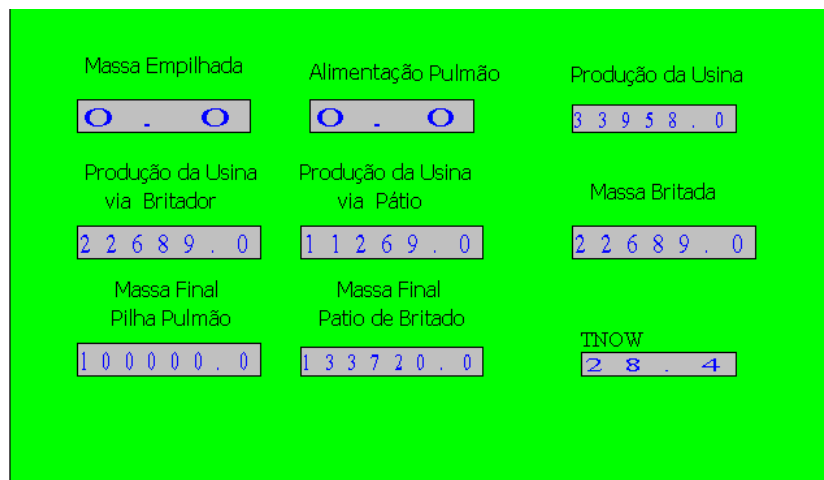 Massa Empilhada
Alimentação Pulmão
Produção da Usina
0.0
0.0
33958.0
Produção da Usina
via Britador
Produção da Usina
via Pátio
Massa Britada
22689.0
11269.0
22689.0
Massa Final
Pilha Pulmão
Massa Final
Patio de Britado
100000.0
133720.0
TNOW
28.4